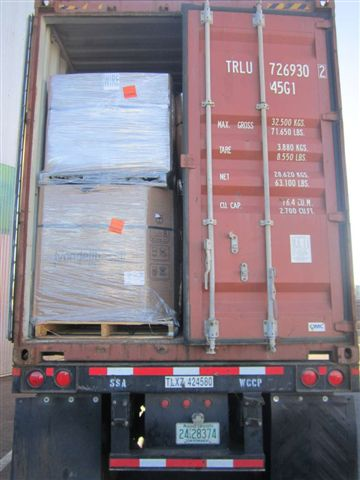 TRLU 726930 2
45G1
MAX. GROSS 32.500 KGS.
71.650 LBS.
TARE 3.880 KGS.
8.550 LBS.
NET 28.620 KGS.
63.100 LBS.
CU. CAP. 76.4 CU.M.
2.700 CU.FT.
SSA TLXZ 424580 WCCP
24 28374